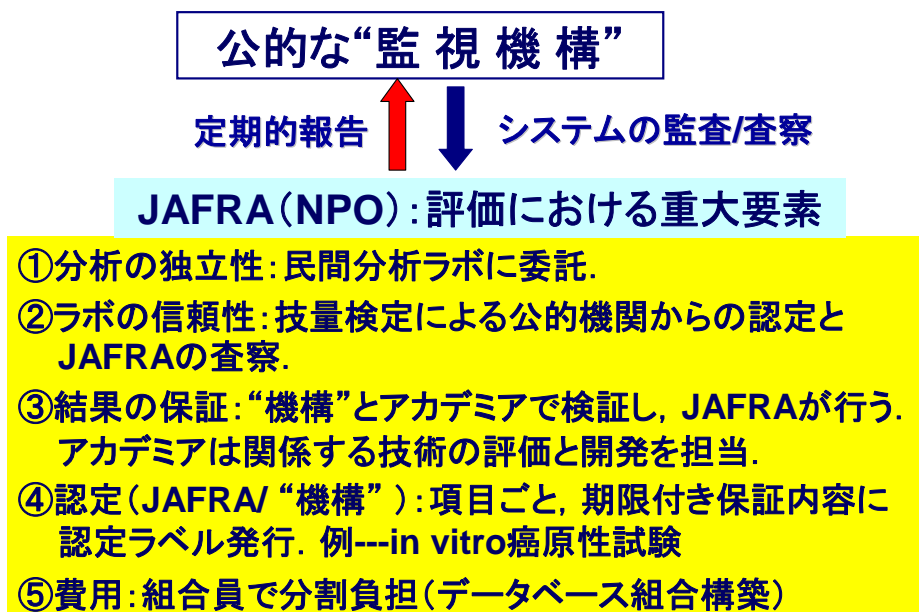 公的な“監 視 機 構”
定期的報告
システムの監査/査察
JAFRA(NPO):評価における重大要素
①分析の独立性:民間分析ラボに委託.
②ラボの信頼性:技量検定による公的機関からの認定と
JAFRAの査察.
③結果の保証:“機構”とアカデミアで検証し,JAFRAが行う.
アカデミアは関係する技術の評価と開発を担当.
④認定(JAFRA/ “機構” ):項目ごと,期限付き保証内容に
認定ラベル発行. 例---in vitro癌原性試験
⑤費用:組合員で分割負担(データベース組合構築)